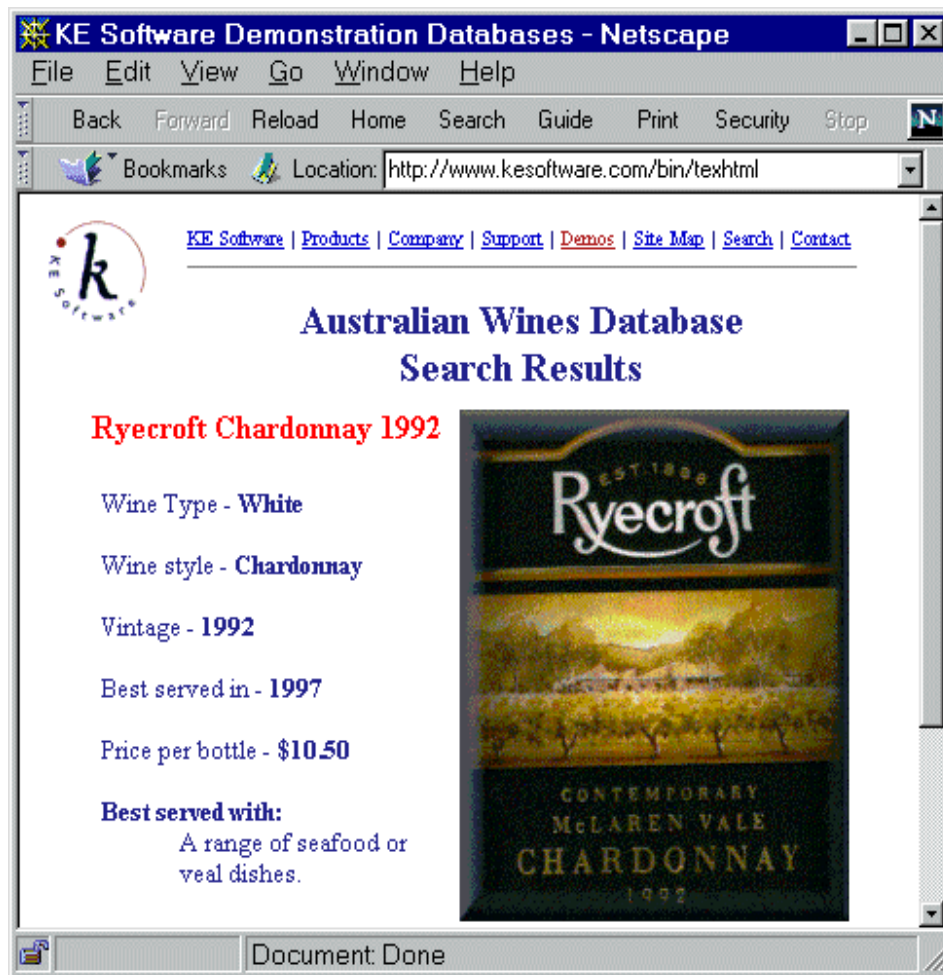 KE Software Demonstration Databases - Netscape
File Edit View Go Window Help
Back Forward Reload Home Search Guide Print Security Stop N
Bookmarks Location: http://www.kesoftware.com/bin/texhtml
k
KE Software
KE Software | Products | Company | Support | Demos | Site Map | Search | Contact
Australian Wines Database
Search Results
Ryecroft Chardonnay 1992
Wine Type - White
Wine style - Chardonnay
Vintage - 1992
Best served in - 1997
Price per bottle - $10.50
Best served with:
A range of seafood or
veal dishes.
EST 1888
Ryecroft
CONTEMPORARY
McLAREN VALE
CHARDONNAY
1992
Document: Done